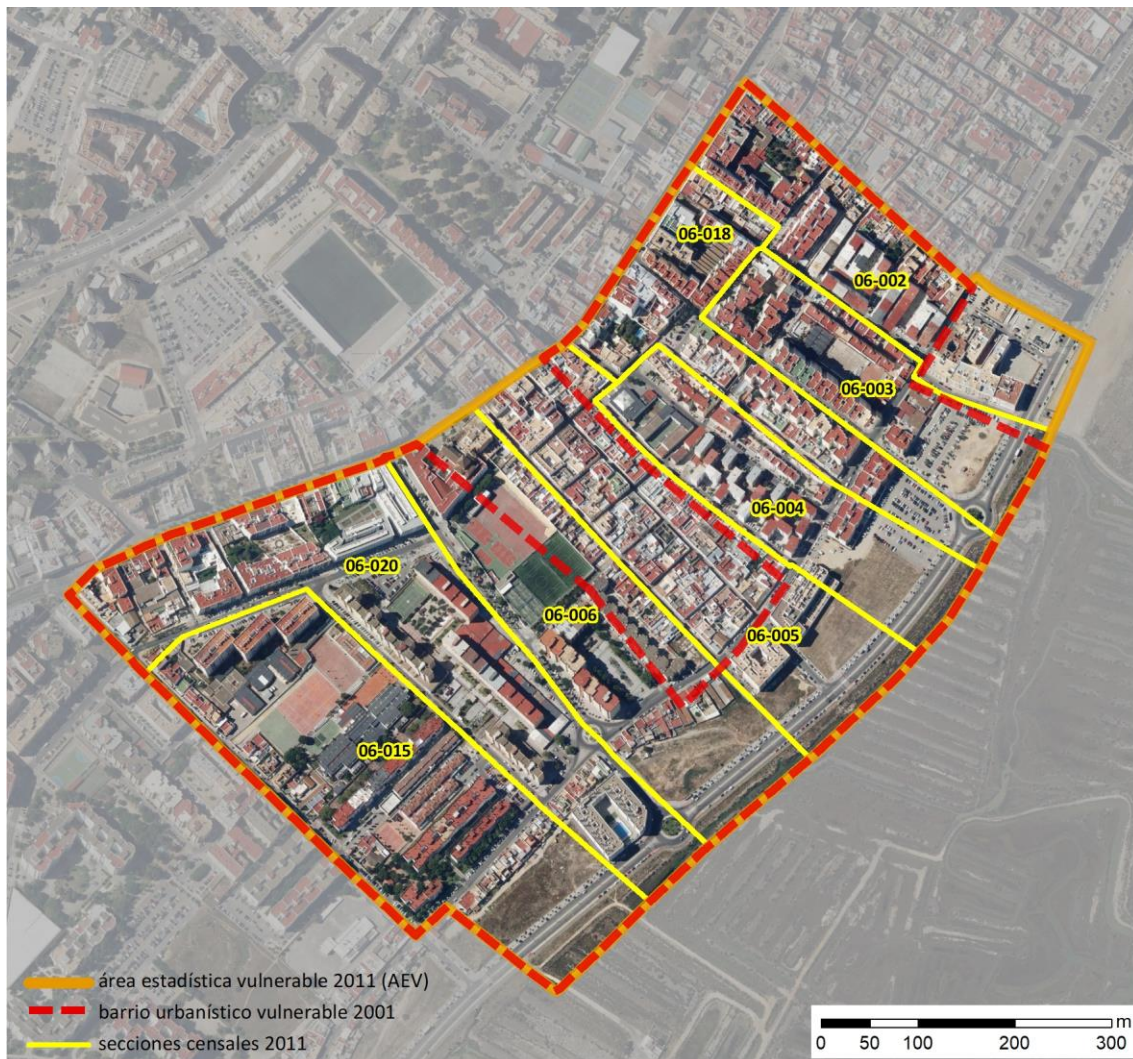 06-018
06-002
06-003
06-004
06-020
06-006
06-005
06-015
área estadística vulnerable 2011 (AEV)
barrio urbanístico vulnerable 2001
secciones censales 2011
m
0 50 100 200 300